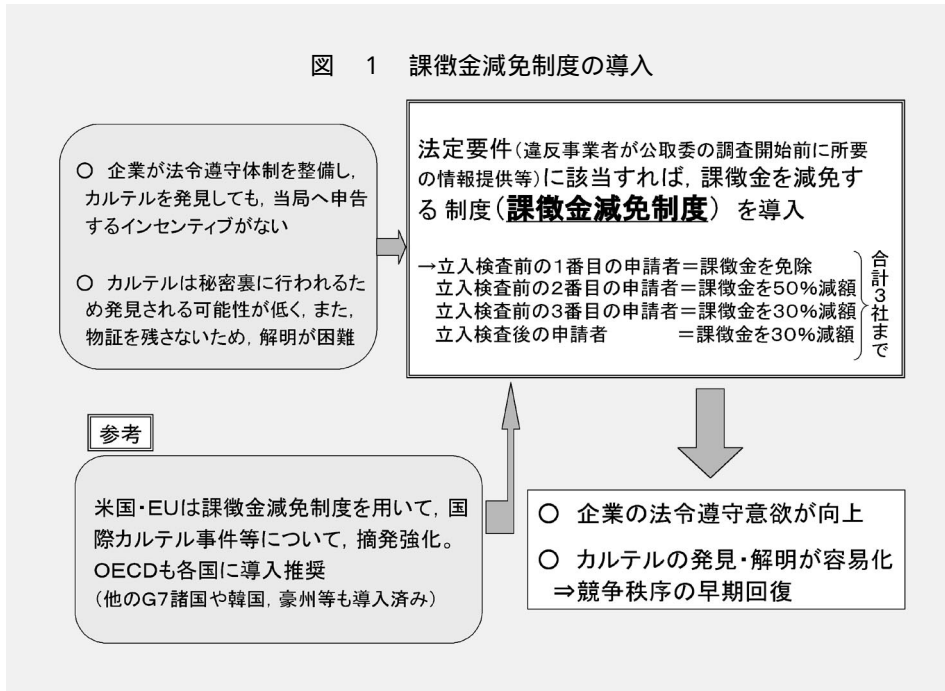 図 1 課徴金減免制度の導入
○ 企業が法令遵守体制を整備し,
カルテルを発見しても, 当局へ申告
するインセンティブがない
○ カルテルは秘密裏に行われるた
め発見される可能性が低く, また,
物証を残さないため, 解明が困難
法定要件(違反事業者が公取委の調査開始前に所要
の情報提供等)に該当すれば, 課徴金を減免す
る 制度(課徴金減免制度) を導入
→立入検査前の1番目の申請者=課徴金を免除
立入検査前の2番目の申請者=課徴金を50%減額
立入検査前の3番目の申請者=課徴金を30%減額
立入検査後の申請者 =課徴金を30%減額
合計3社まで
参考
米国・EUは課徴金減免制度を用いて, 国
際カルテル事件等について, 摘発強化。
OECDも各国に導入推奨
(他のG7諸国や韓国, 豪州等も導入済み)
○ 企業の法令遵守意欲が向上
○ カルテルの発見・解明が容易化
⇒競争秩序の早期回復